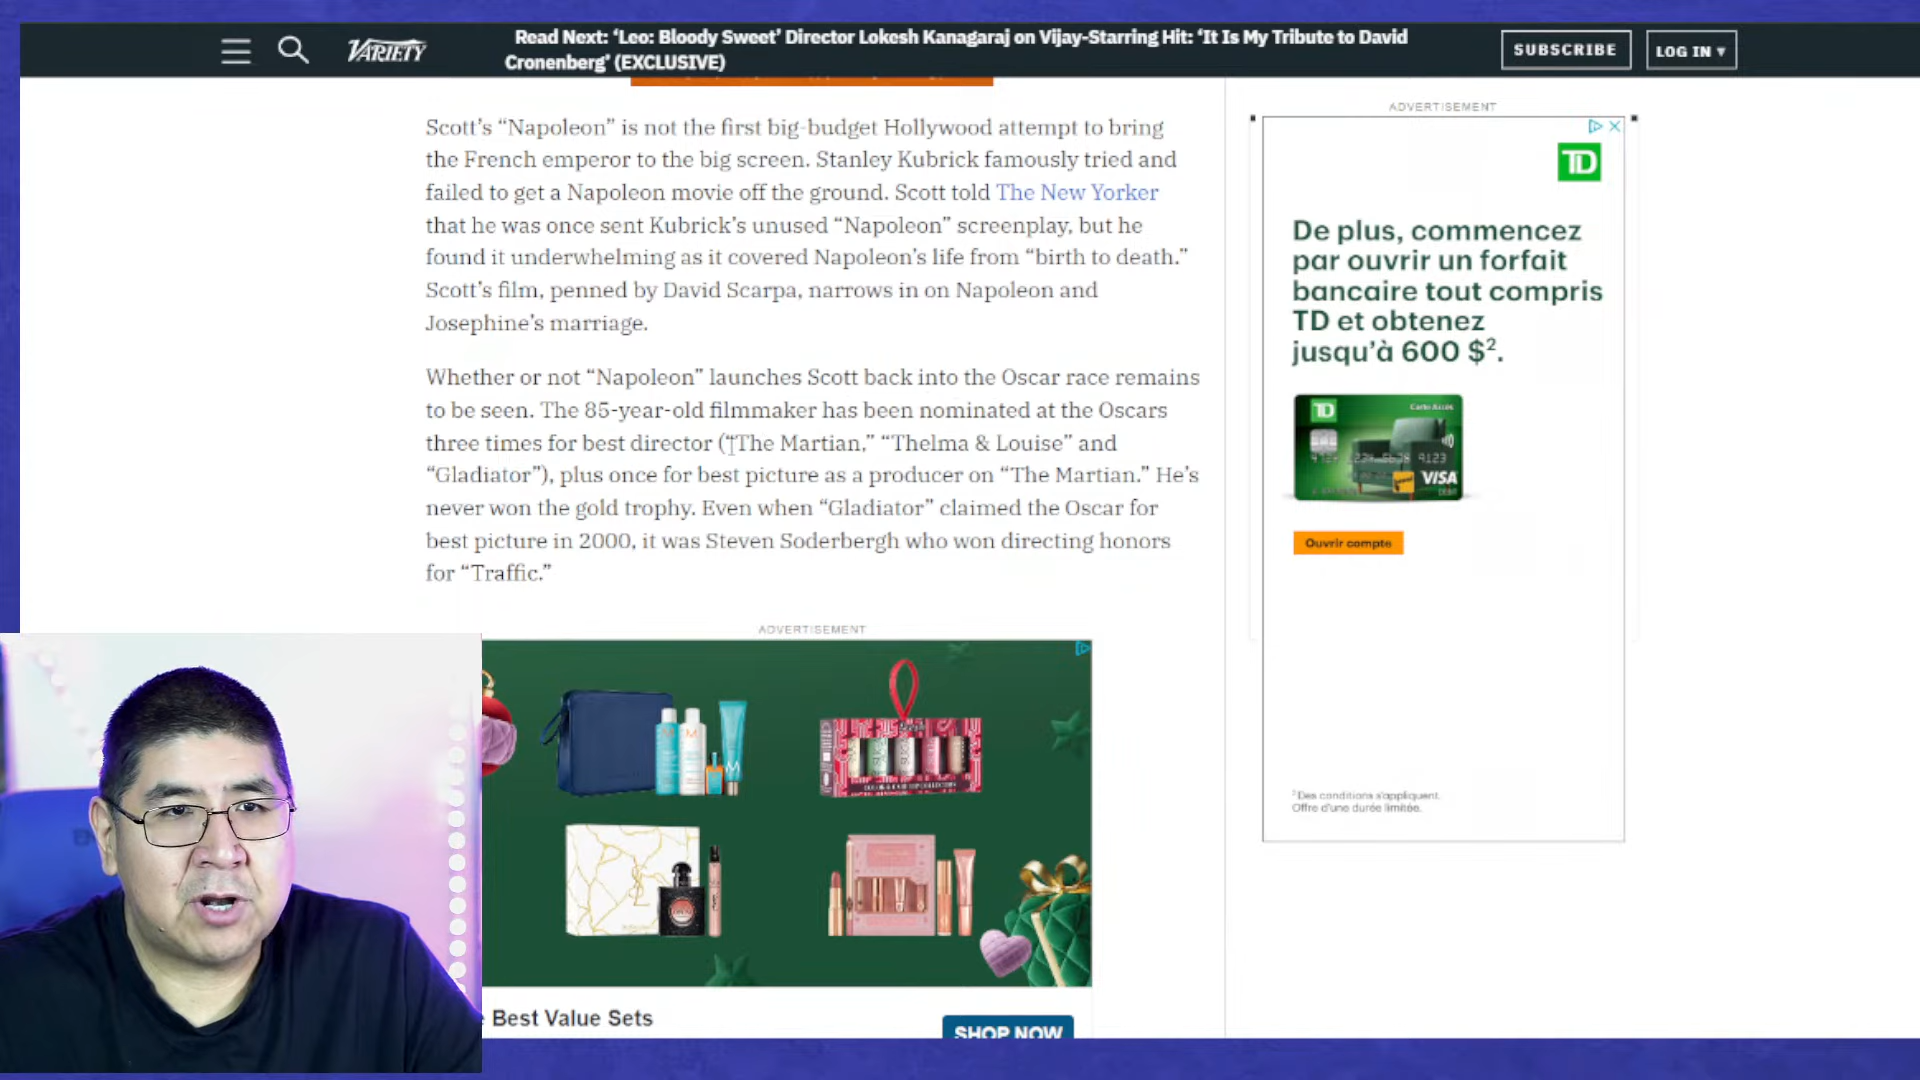 Read Next: ‘Leo: Bloody Sweet’ Director Lokesh Kanagaraj on Vijay-Starring Hit: ‘It Is My Tribute to David
Cronenberg’ (EXCLUSIVE)
VARIETY
SUBSCRIBE
LOG IN ▾
Scott’s “Napoleon” is not the first big-budget Hollywood attempt to bring
the French emperor to the big screen. Stanley Kubrick famously tried and
failed to get a Napoleon movie off the ground. Scott told The New Yorker
that he was once sent Kubrick’s unused “Napoleon” screenplay, but he
found it underwhelming as it covered Napoleon’s life from “birth to death.”
Scott’s film, penned by David Scarpa, narrows in on Napoleon and
Josephine’s marriage.
Whether or not “Napoleon” launches Scott back into the Oscar race remains
to be seen. The 85-year-old filmmaker has been nominated at the Oscars
three times for best director (“The Martian,” “Thelma & Louise” and
“Gladiator”), plus once for best picture as a producer on “The Martian.” He’s
never won the gold trophy. Even when “Gladiator” claimed the Oscar for
best picture in 2000, it was Steven Soderbergh who won directing honors
for “Traffic.”
ADVERTISEMENT
Best Value Sets
SHOP NOW
ADVERTISEMENT
TD
De plus, commencez
par ouvrir un forfait
bancaire tout compris
TD et obtenez
jusqu’à 600 $².
TD
Carte Accès
VISA
Ouvrir compte
²Des conditions s’appliquent.
Offre d’une durée limitée.